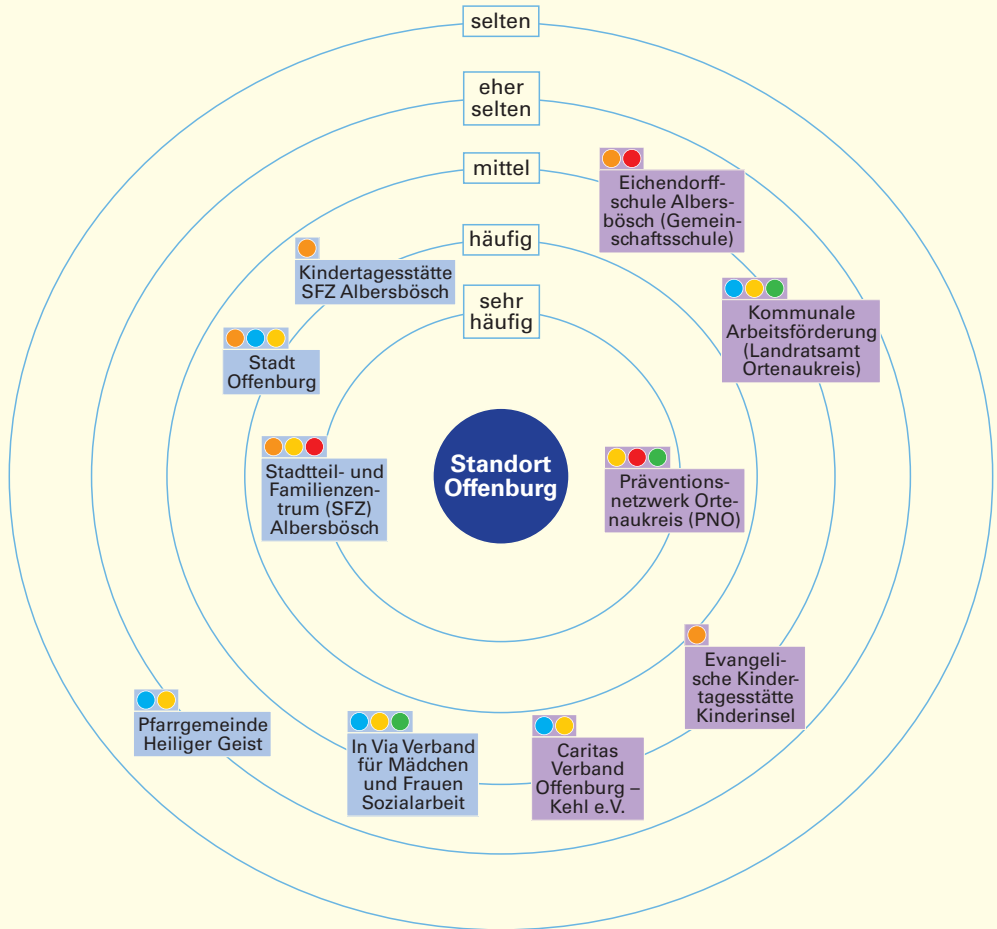 selten
eher
selten
mittel
häufig
sehr
häufig
Eichendorff-
schule Albers-
bösch (Gemein-
schaftsschule)
Kindertagesstätte
SFZ Albersbösch
Kommunale
Arbeitsförderung
(Landratsamt
Ortenaukreis)
Stadt
Offenburg
Stadtteil- und
Familienzen-
trum (SFZ)
Albersbösch
Standort
Offenburg
Präventions-
netzwerk Orte-
naukreis (PNO)
Evangeli-
sche Kinder-
tagesstätte
Kinderinsel
Pfarrgemeinde
Heiliger Geist
In Via Verband
für Mädchen
und Frauen
Sozialarbeit
Caritas
Verband
Offenburg –
Kehl e.V.